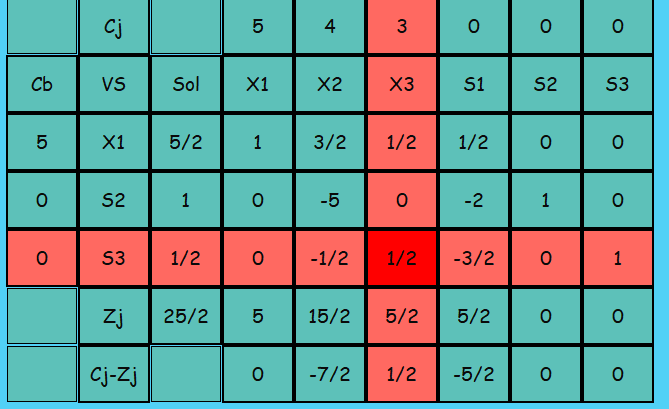 Cj 5 4 3 0 0 0
Cb VS Sol X1 X2 X3 S1 S2 S3
5 X1 5/2 1 3/2 1/2 1/2 0 0
0 S2 1 0 -5 0 -2 1 0
0 S3 1/2 0 -1/2 1/2 -3/2 0 1
Zj 25/2 5 15/2 5/2 5/2 0 0
Cj-Zj 0 -7/2 1/2 -5/2 0 0